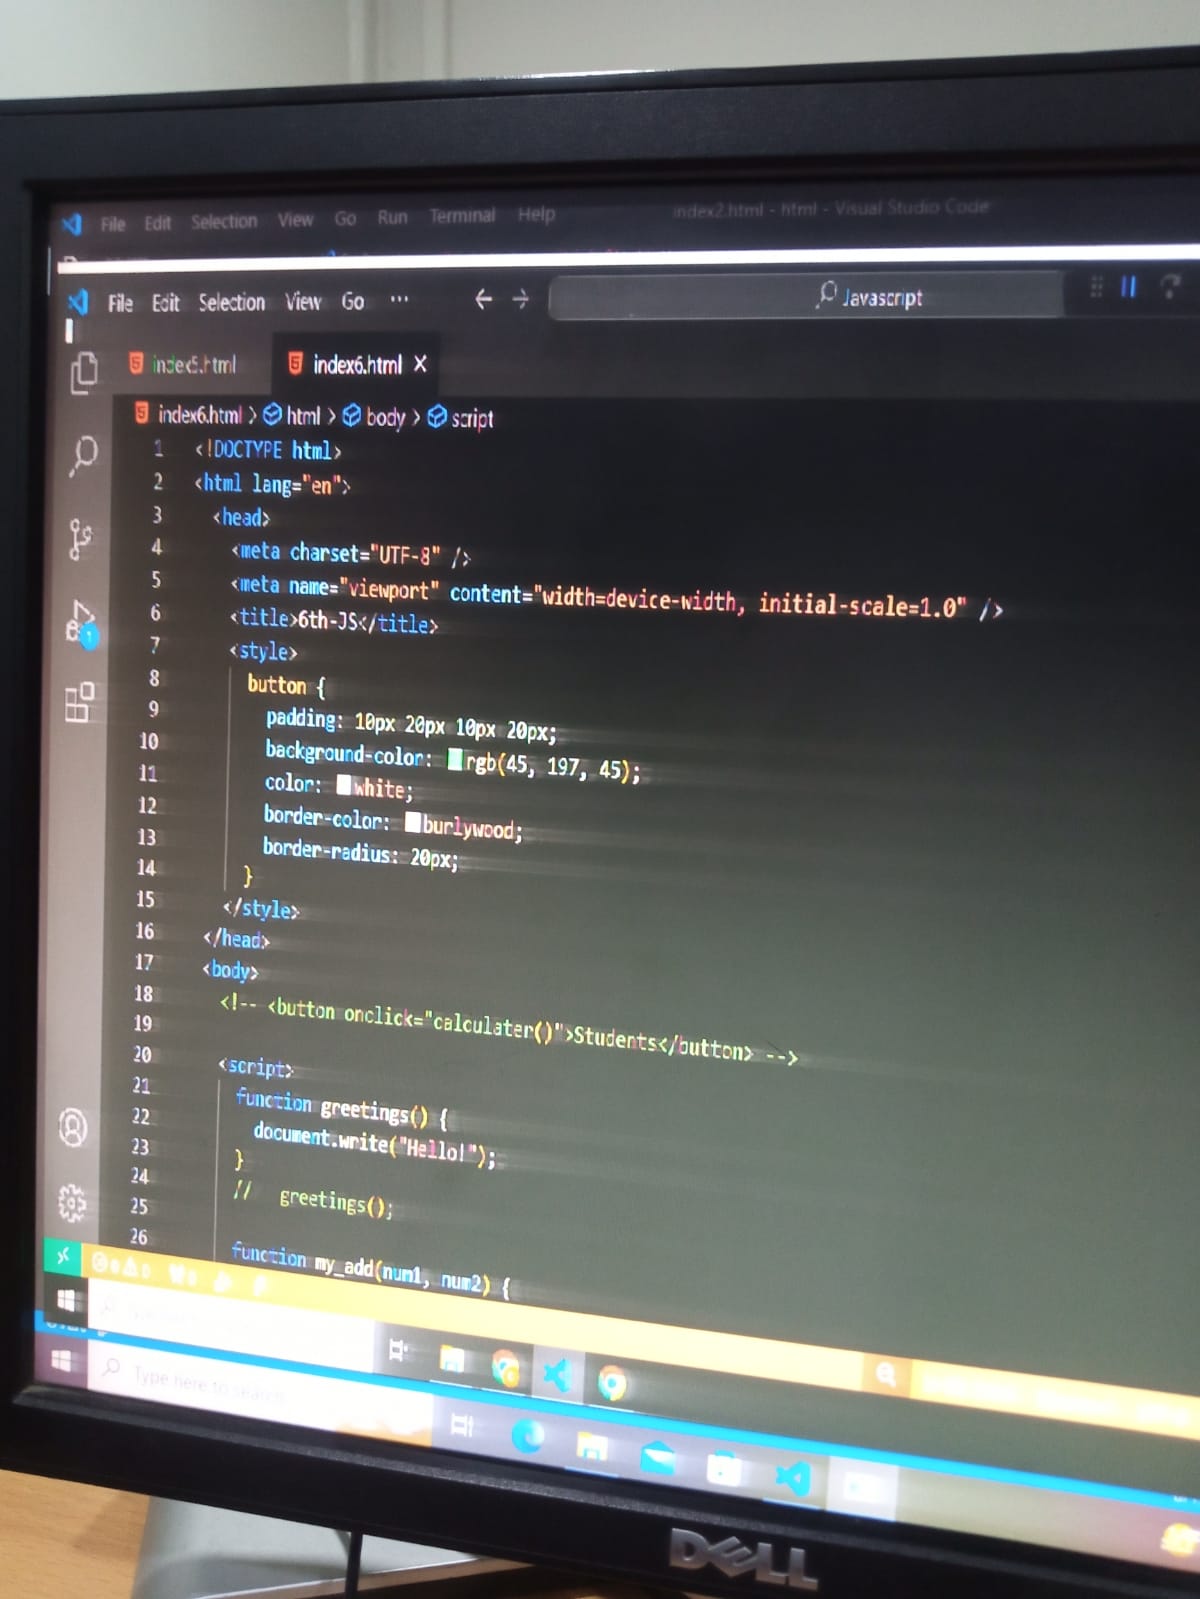 File Edit Selection View Go Run Terminal Help index2.html - html - Visual Studio Code
File Edit Selection View Go ··· ← → Javascript
index5.html index6.html ×
index6.html > html > body > script
1 <!DOCTYPE html>
2 <html lang="en">
3 <head>
4 <meta charset="UTF-8" />
5 <meta name="viewport" content="width=device-width, initial-scale=1.0" />
6 <title>6th-JS</title>
7 <style>
8 button {
9 padding: 10px 20px 10px 20px;
10 background-color: rgb(45, 197, 45);
11 color: white;
12 border-color: burlywood;
13 border-radius: 20px;
14 }
15 </style>
16 </head>
17 <body>
18 <!-- <button onclick="calculater()">Students</button> -->
19
20 <script>
21 function greetings() {
22 document.write("Hello!");
23 }
24 // greetings();
25
26 function my_add(num1, num2) {
1
Type here to search
DELL